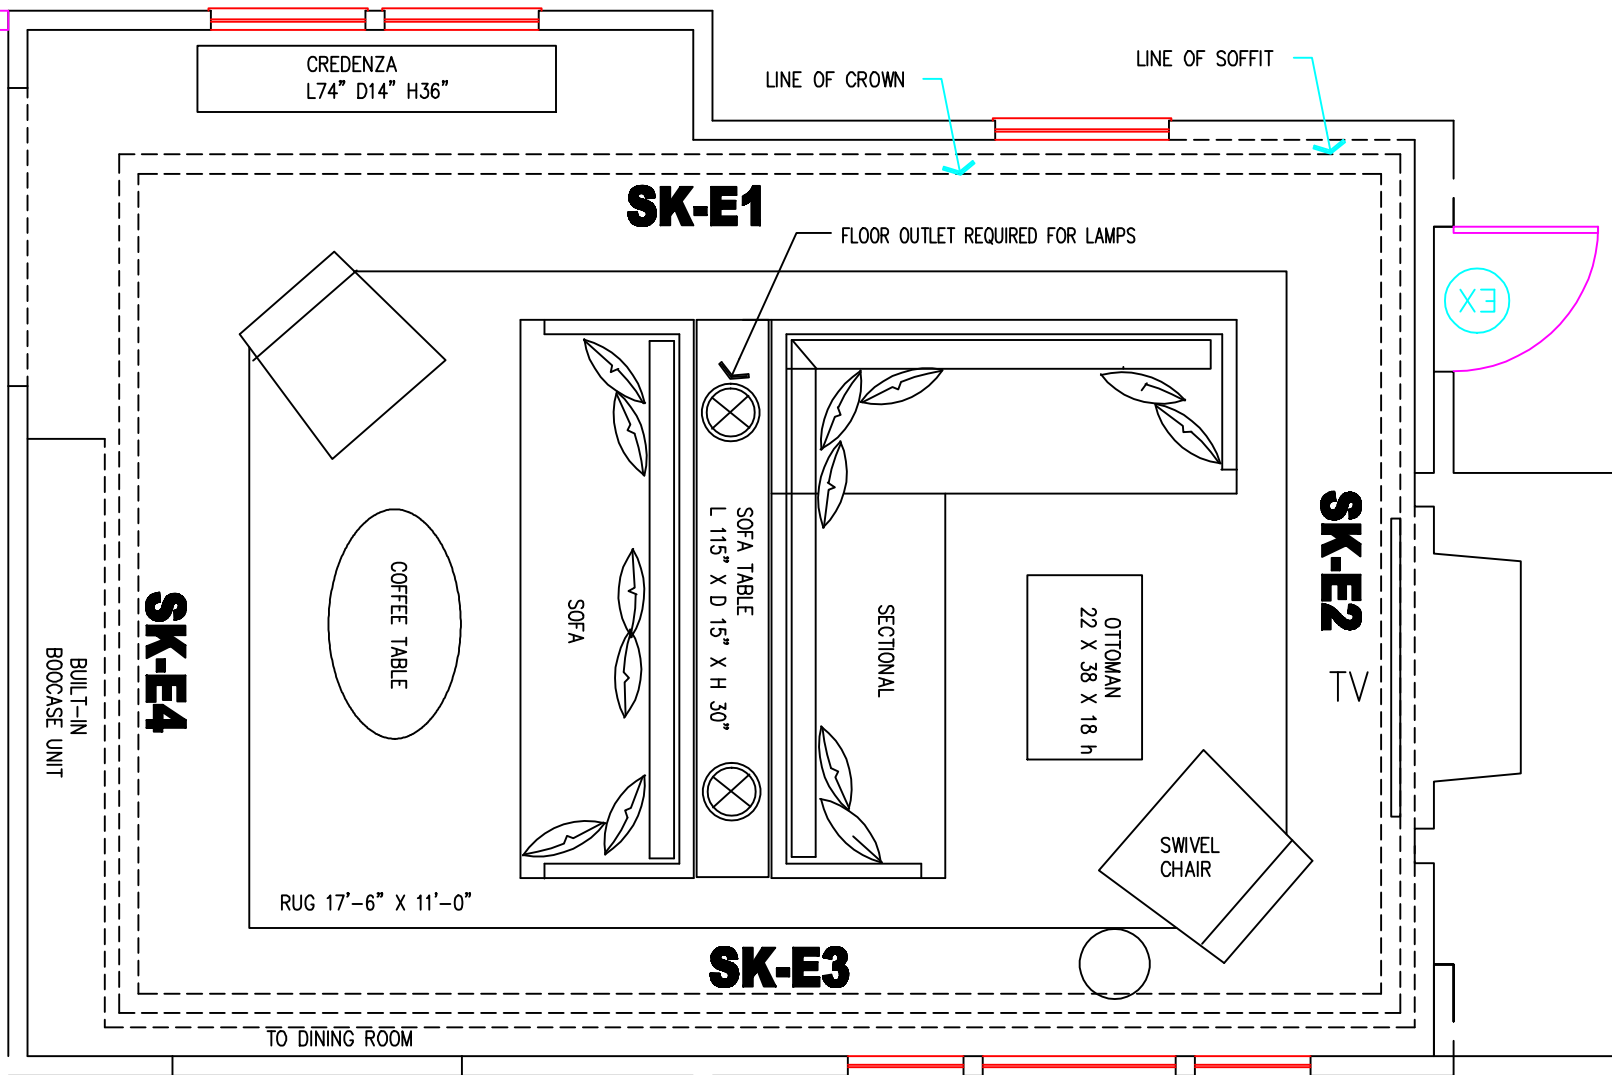 CREDENZA
L74" D14" H36"
LINE OF CROWN
LINE OF SOFFIT
SK-E1
FLOOR OUTLET REQUIRED FOR LAMPS
EX
SOFA TABLE
L 115" X D 15" X H 30"
SK-E2
COFFEE TABLE
SOFA
SECTIONAL
OTTOMAN
22 X 38 X 18 h
SK-E4
BUILT-IN
BOOCASE UNIT
TV
SWIVEL
CHAIR
RUG 17'-6" X 11'-0"
SK-E3
TO DINING ROOM